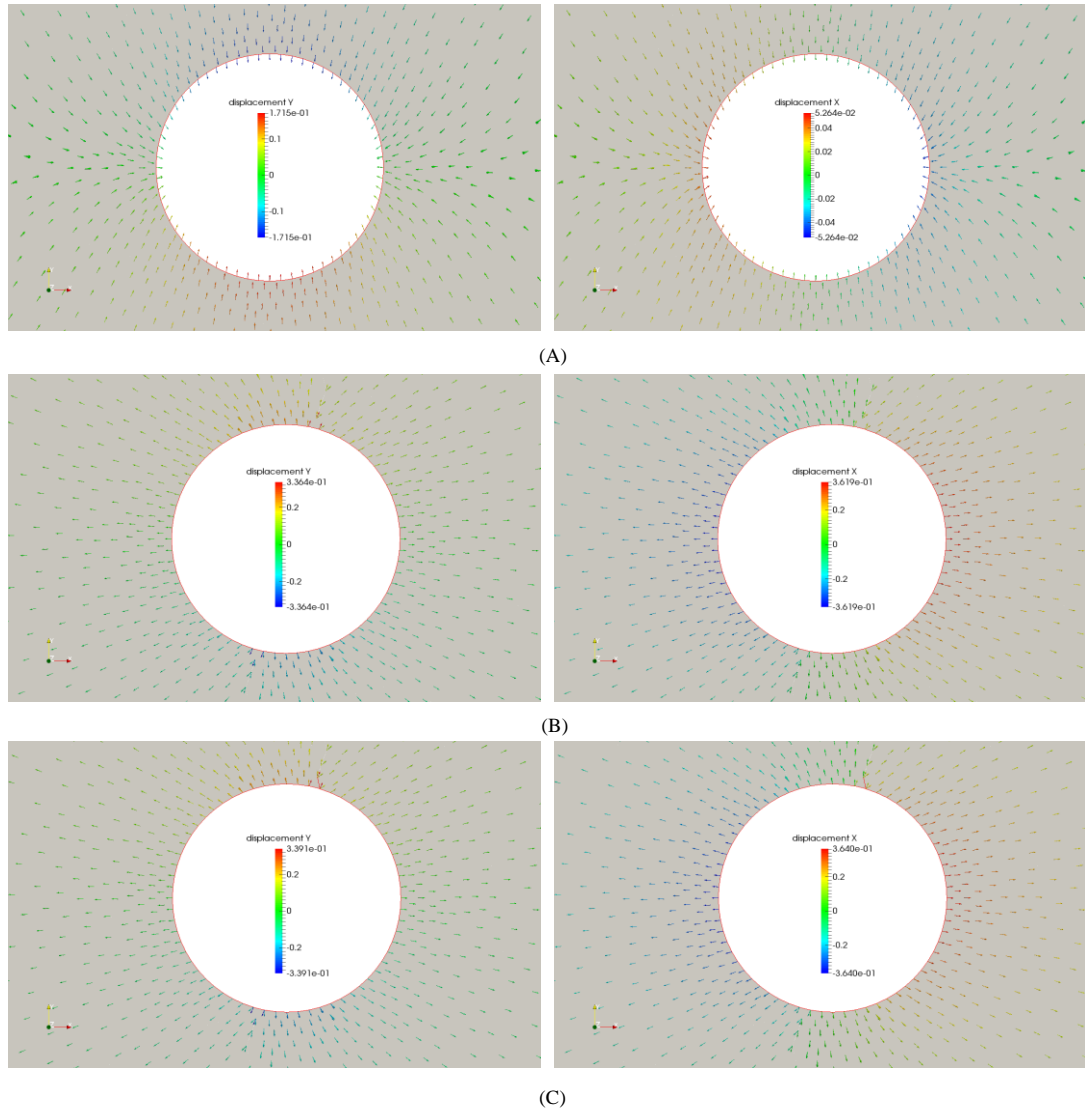 displacement Y
1.715e-01
0.1
0
-0.1
-1.715e-01
displacement X
5.264e-02
0.04
0.02
0
-0.02
-0.04
-5.264e-02
(A)
displacement Y
3.364e-01
0.2
0
-0.2
-3.364e-01
displacement X
3.619e-01
0.2
0
-0.2
-3.619e-01
(B)
displacement Y
3.391e-01
0.2
0
-0.2
-3.391e-01
displacement X
3.640e-01
0.2
0
-0.2
-3.640e-01
(C)